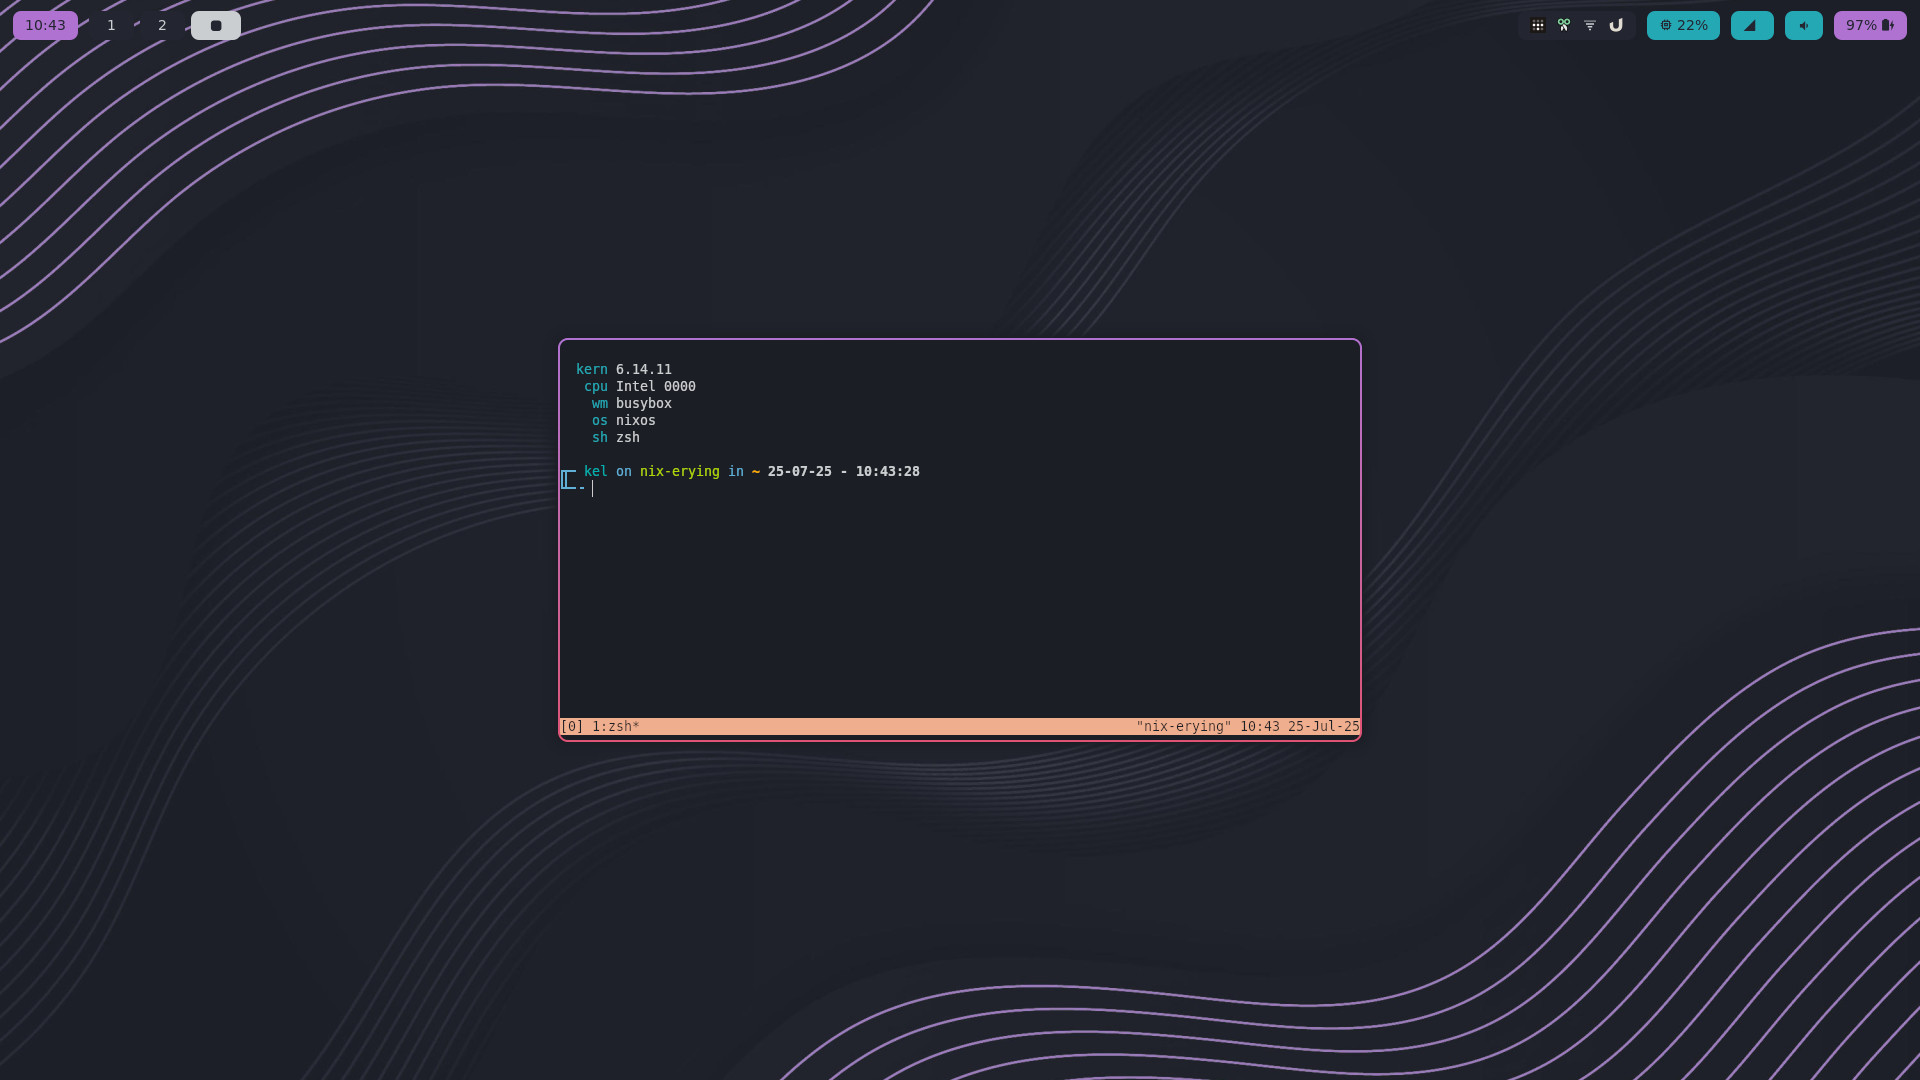 10:43 1 2
22% 97%
kern 6.14.11
cpu Intel 0000
wm busybox
os nixos
sh zsh
kel on nix-erying in ~ 25-07-25 - 10:43:28
[0] 1:zsh* "nix-erying" 10:43 25-Jul-25